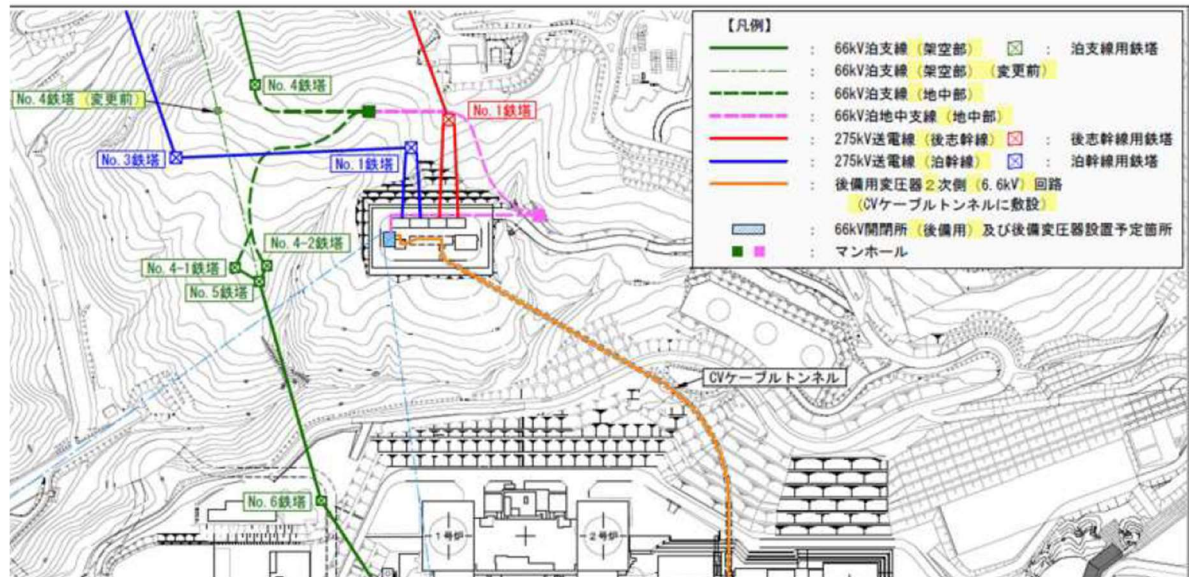 【凡例】
： 66kV泊支線（架空部） ： 泊支線用鉄塔
： 66kV泊支線（架空部）（変更前）
： 66kV泊支線（地中部）
： 66kV泊地中支線（地中部）
： 275kV送電線（後志幹線） ： 後志幹線用鉄塔
： 275kV送電線（泊幹線） ： 泊幹線用鉄塔
： 後備用変圧器２次側（6.6kV）回路
（CVケーブルトンネルに敷設）
： 66kV開閉所（後備用）及び後備変圧器設置予定箇所
： マンホール
No.4鉄塔
No.4鉄塔（変更前）
No.1鉄塔
No.3鉄塔
No.1鉄塔
No.4-2鉄塔
No.4-1鉄塔
No.5鉄塔
CVケーブルトンネル
No.6鉄塔
1号炉
2号炉